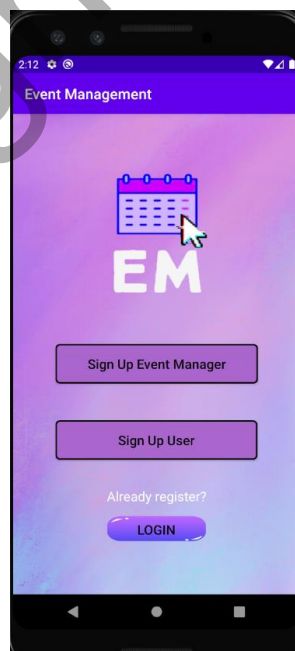 2:12
Event Management
EM
Sign Up Event Manager
Sign Up User
Already register?
LOGIN